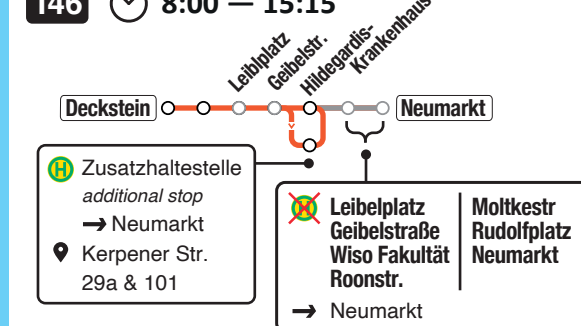 146 8:00 — 15:15
Leiblplatz
Geibelstr.
Hildegardis-
Krankenhaus
Deckstein
Neumarkt
H Zusatzhaltestelle
additional stop
→ Neumarkt
Kerpener Str.
29a & 101
H Leibelplatz
Geibelstraße
Wiso Fakultät
Roonstr.
Moltkestr
Rudolfplatz
Neumarkt
→ Neumarkt